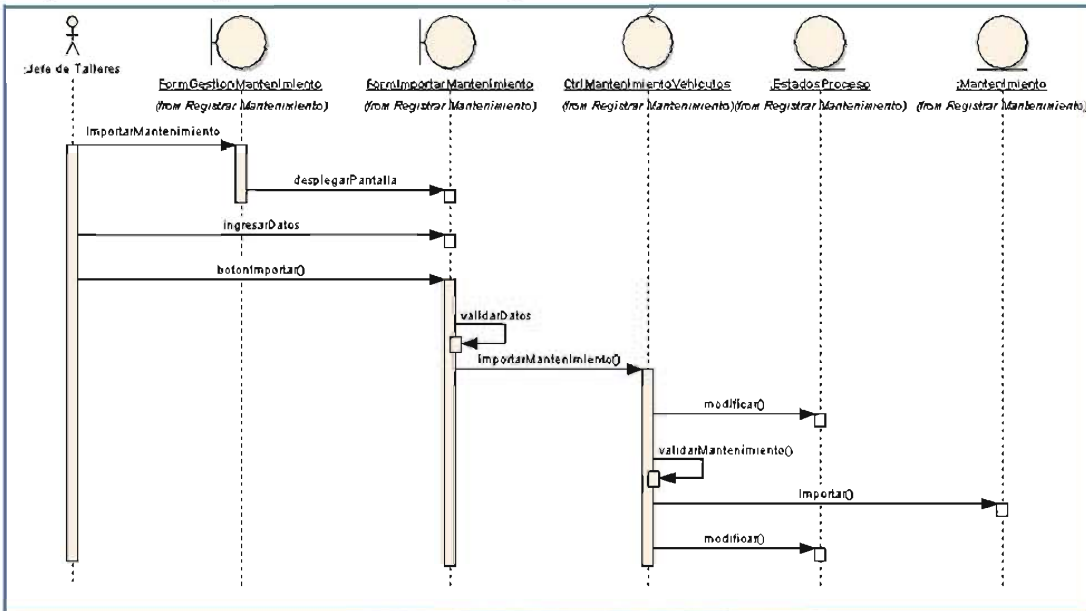 :Jefe de Talleres
FormGestionMantenimiento
FormImportarMantenimiento
CtrlMantenimientoVehiculos
:EstadosProceso
:Mantenimiento
(from Registrar Mantenimiento)
(from Registrar Mantenimiento)
(from Registrar Mantenimiento)
(from Registrar Mantenimiento)
(from Registrar Mantenimiento)
importarMantenimiento
desplegarPantalla
ingresarDatos
botonImportar()
validarDatos
importarMantenimiento()
modificar()
validarMantenimiento()
importar()
modificar()